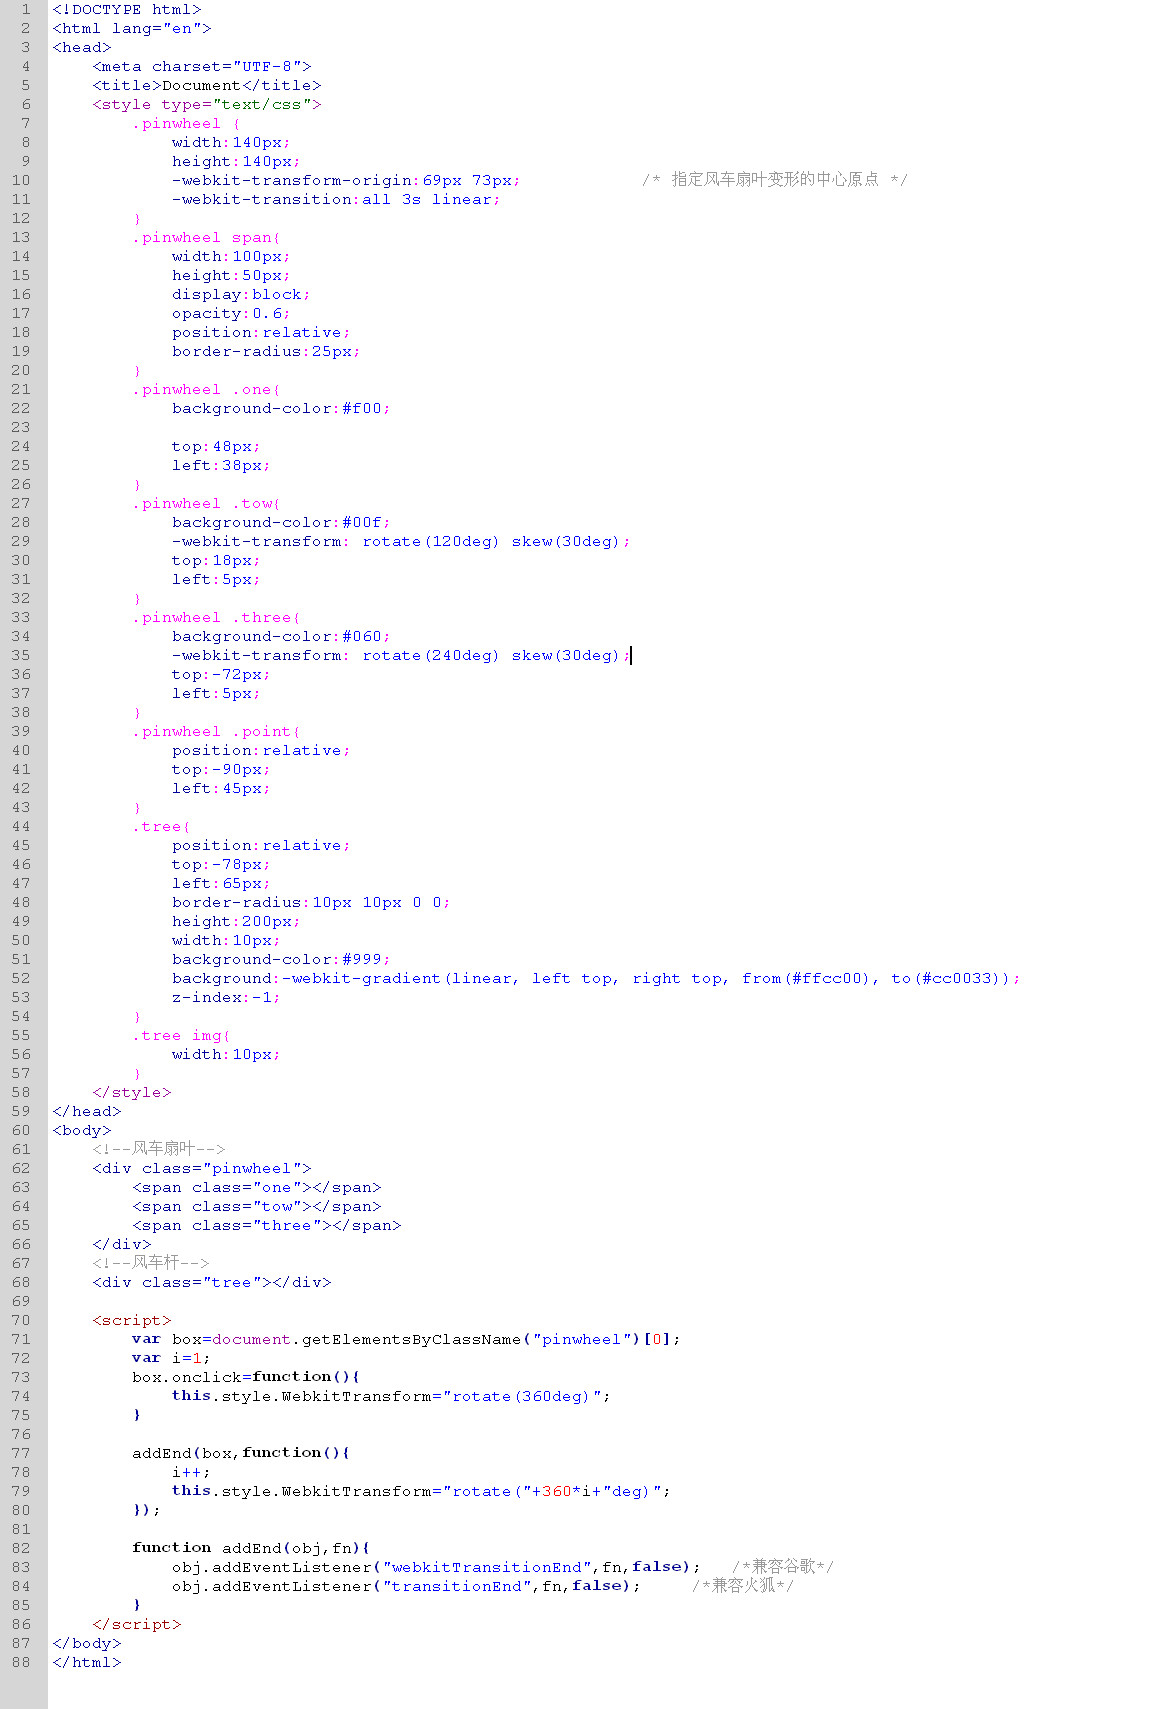 1 <!DOCTYPE html>
2 <html lang="en">
3 <head>
4     <meta charset="UTF-8">
5     <title>Document</title>
6     <style type="text/css">
7         .pinwheel {
8             width:140px;
9             height:140px;
10             -webkit-transform-origin:69px 73px;            /* 指定风车扇叶变形的中心原点 */
11             -webkit-transition:all 3s linear;
12         }
13         .pinwheel span{
14             width:100px;
15             height:50px;
16             display:block;
17             opacity:0.6;
18             position:relative;
19             border-radius:25px;
20         }
21         .pinwheel .one{
22             background-color:#f00;
23
24             top:48px;
25             left:38px;
26         }
27         .pinwheel .tow{
28             background-color:#00f;
29             -webkit-transform: rotate(120deg) skew(30deg);
30             top:18px;
31             left:5px;
32         }
33         .pinwheel .three{
34             background-color:#060;
35             -webkit-transform: rotate(240deg) skew(30deg);
36             top:-72px;
37             left:5px;
38         }
39         .pinwheel .point{
40             position:relative;
41             top:-90px;
42             left:45px;
43         }
44         .tree{
45             position:relative;
46             top:-78px;
47             left:65px;
48             border-radius:10px 10px 0 0;
49             height:200px;
50             width:10px;
51             background-color:#999;
52             background:-webkit-gradient(linear, left top, right top, from(#ffcc00), to(#cc0033));
53             z-index:-1;
54         }
55         .tree img{
56             width:10px;
57         }
58     </style>
59 </head>
60 <body>
61     <!--风车扇叶-->
62     <div class="pinwheel">
63         <span class="one"></span>
64         <span class="tow"></span>
65         <span class="three"></span>
66     </div>
67     <!--风车杆-->
68     <div class="tree"></div>
69
70     <script>
71         var box=document.getElementsByClassName("pinwheel")[0];
72         var i=1;
73         box.onclick=function(){
74             this.style.WebkitTransform="rotate(360deg)";
75         }
76
77         addEnd(box,function(){
78             i++;
79             this.style.WebkitTransform="rotate("+360*i+"deg)";
80         });
81
82         function addEnd(obj,fn){
83             obj.addEventListener("webkitTransitionEnd",fn,false);   /*兼容谷歌*/
84             obj.addEventListener("transitionEnd",fn,false);     /*兼容火狐*/
85         }
86     </script>
87 </body>
88 </html>